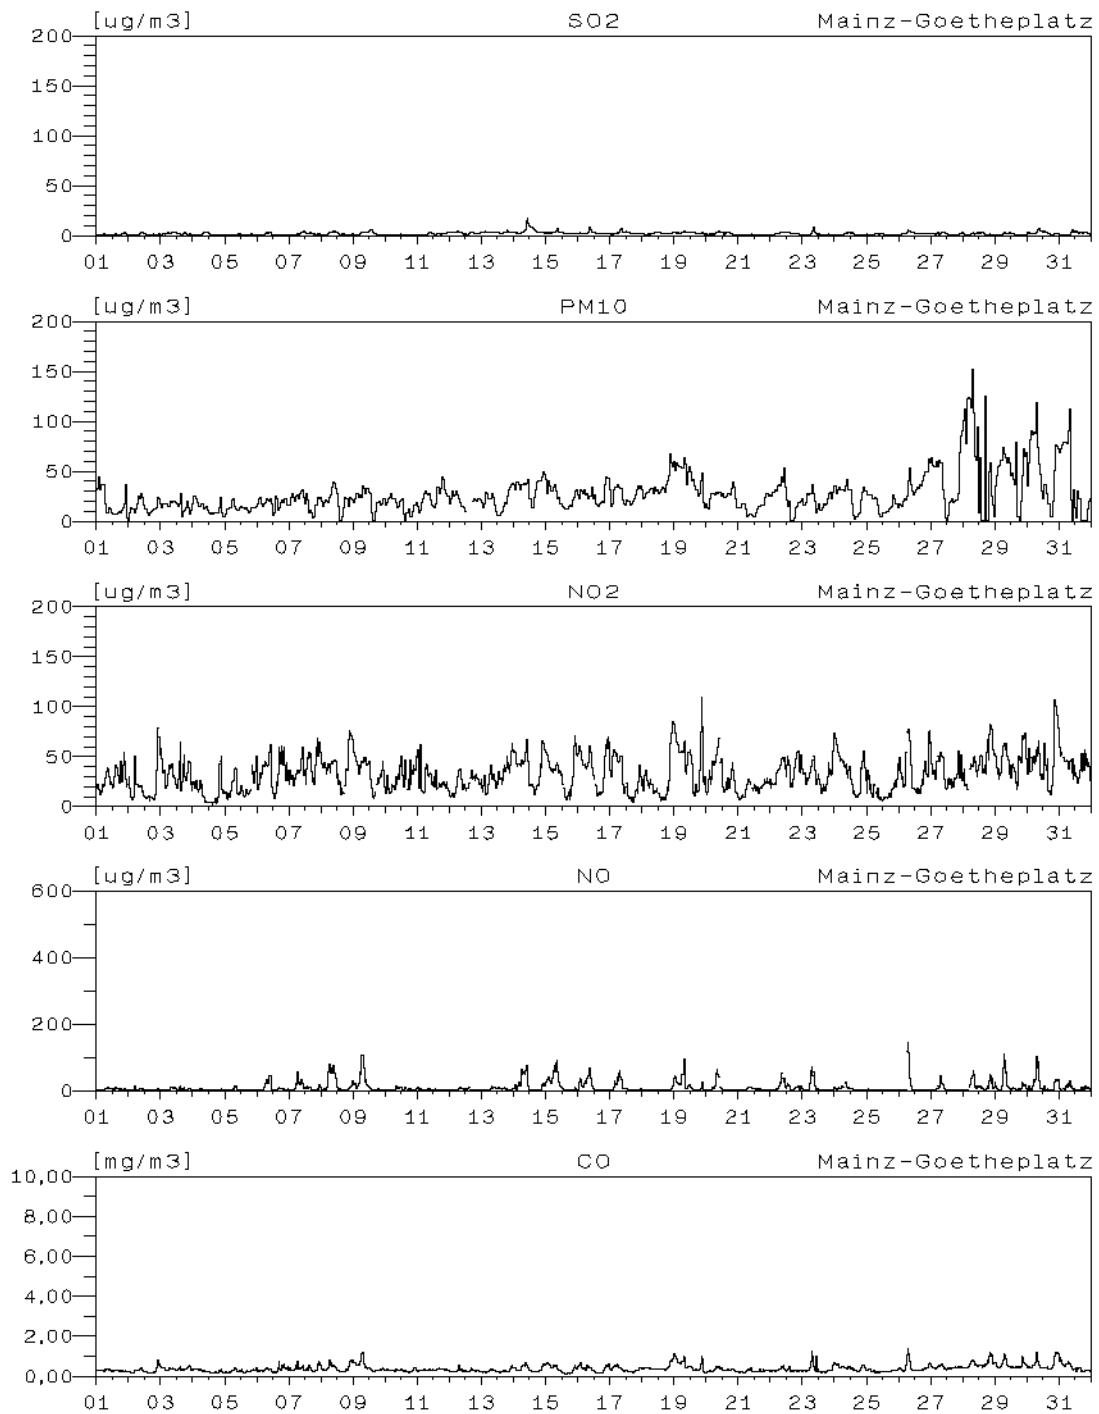 [ug/m3] SO2 Mainz-Goetheplatz
200
150
100
50
0
01 03 05 07 09 11 13 15 17 19 21 23 25 27 29 31
[ug/m3] PM10 Mainz-Goetheplatz
200
150
100
50
0
01 03 05 07 09 11 13 15 17 19 21 23 25 27 29 31
[ug/m3] NO2 Mainz-Goetheplatz
200
150
100
50
0
01 03 05 07 09 11 13 15 17 19 21 23 25 27 29 31
[ug/m3] NO Mainz-Goetheplatz
600
400
200
0
01 03 05 07 09 11 13 15 17 19 21 23 25 27 29 31
[mg/m3] CO Mainz-Goetheplatz
10,00
8,00
6,00
4,00
2,00
0,00
01 03 05 07 09 11 13 15 17 19 21 23 25 27 29 31